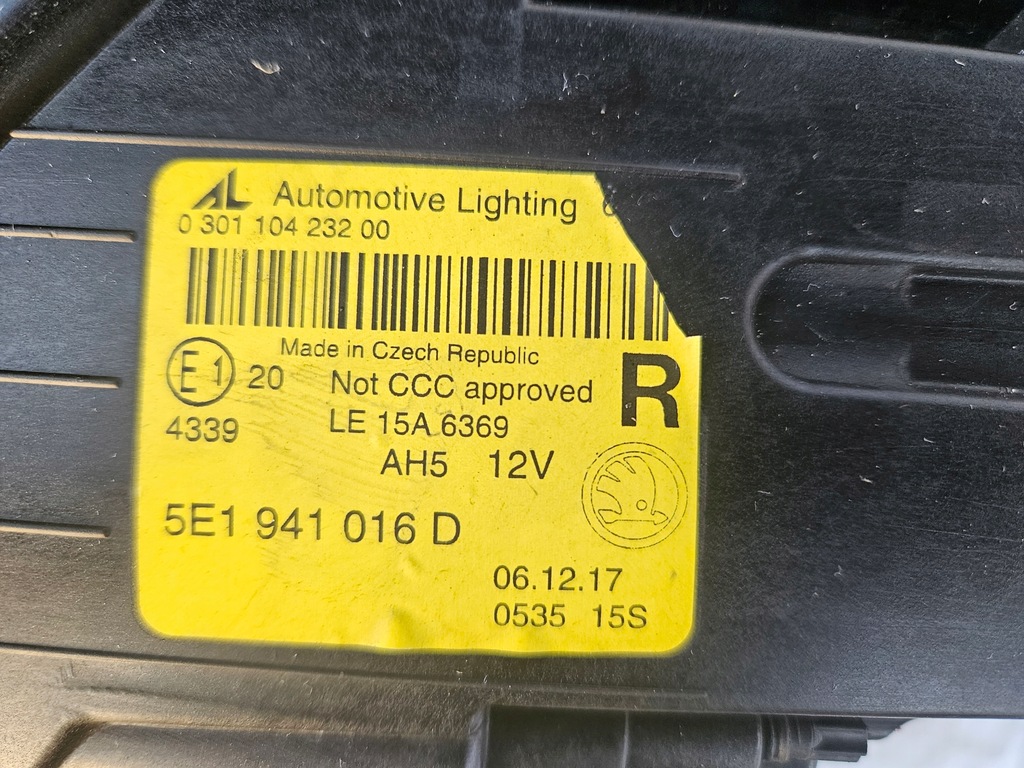 AL Automotive Lighting
0 301 104 232 00
Made in Czech Republic
E1 20 Not CCC approved R
4339 LE 15A 6369
AH5 12V
5E1 941 016 D
06.12.17
0535 15S